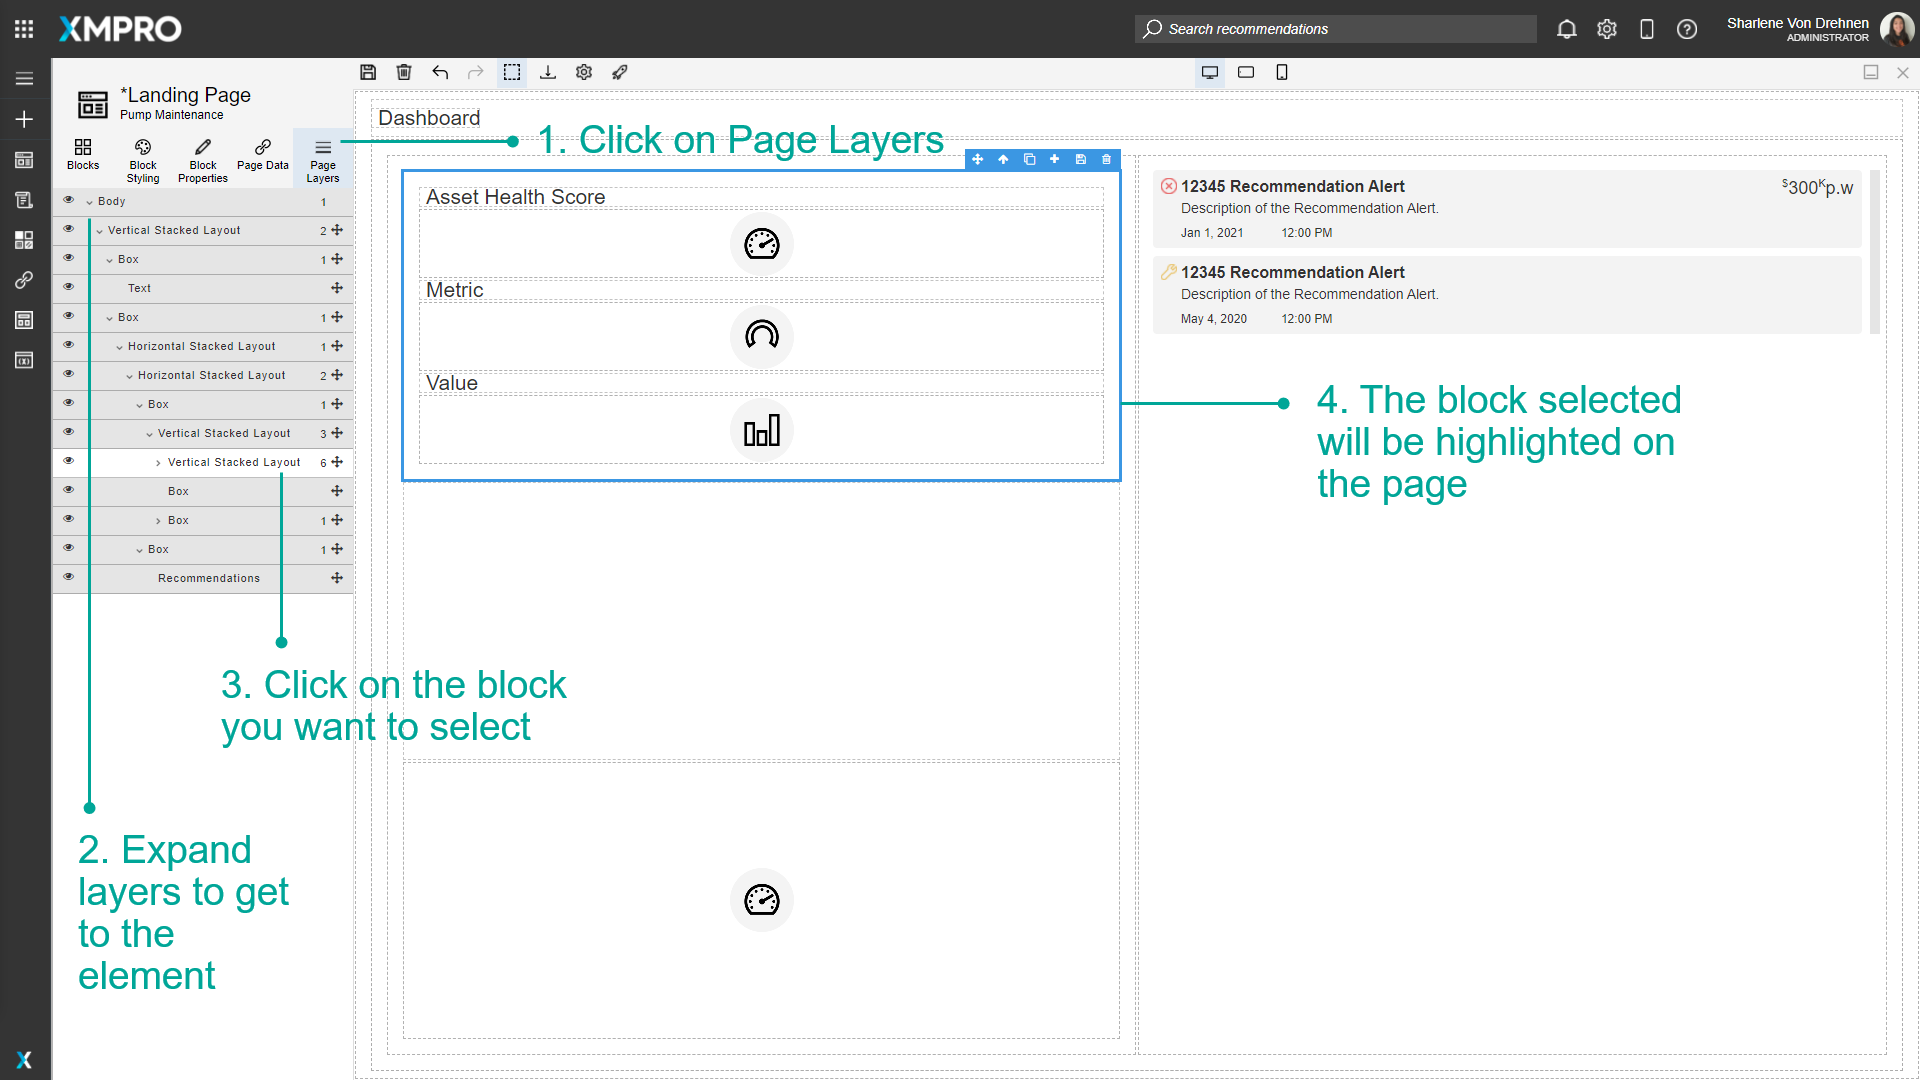 XMPRO
Search recommendations
Sharlene Von Drehnen
ADMINISTRATOR
*Landing Page
Pump Maintenance
Blocks
Block
Styling
Block
Properties
Page Data
Page
Layers
Body 1
Vertical Stacked Layout 2
Box 1
Text
Box 1
Horizontal Stacked Layout 1
Horizontal Stacked Layout 2
Box 1
Vertical Stacked Layout 3
Vertical Stacked Layout 6
Box
Box 1
Box 1
Recommendations
Dashboard
1. Click on Page Layers
Asset Health Score
Metric
Value
12345 Recommendation Alert
$300Kp.w
Description of the Recommendation Alert.
Jan 1, 2021 12:00 PM
12345 Recommendation Alert
Description of the Recommendation Alert.
May 4, 2020 12:00 PM
4. The block selected
will be highlighted on
the page
3. Click on the block
you want to select
2. Expand
layers to get
to the
element